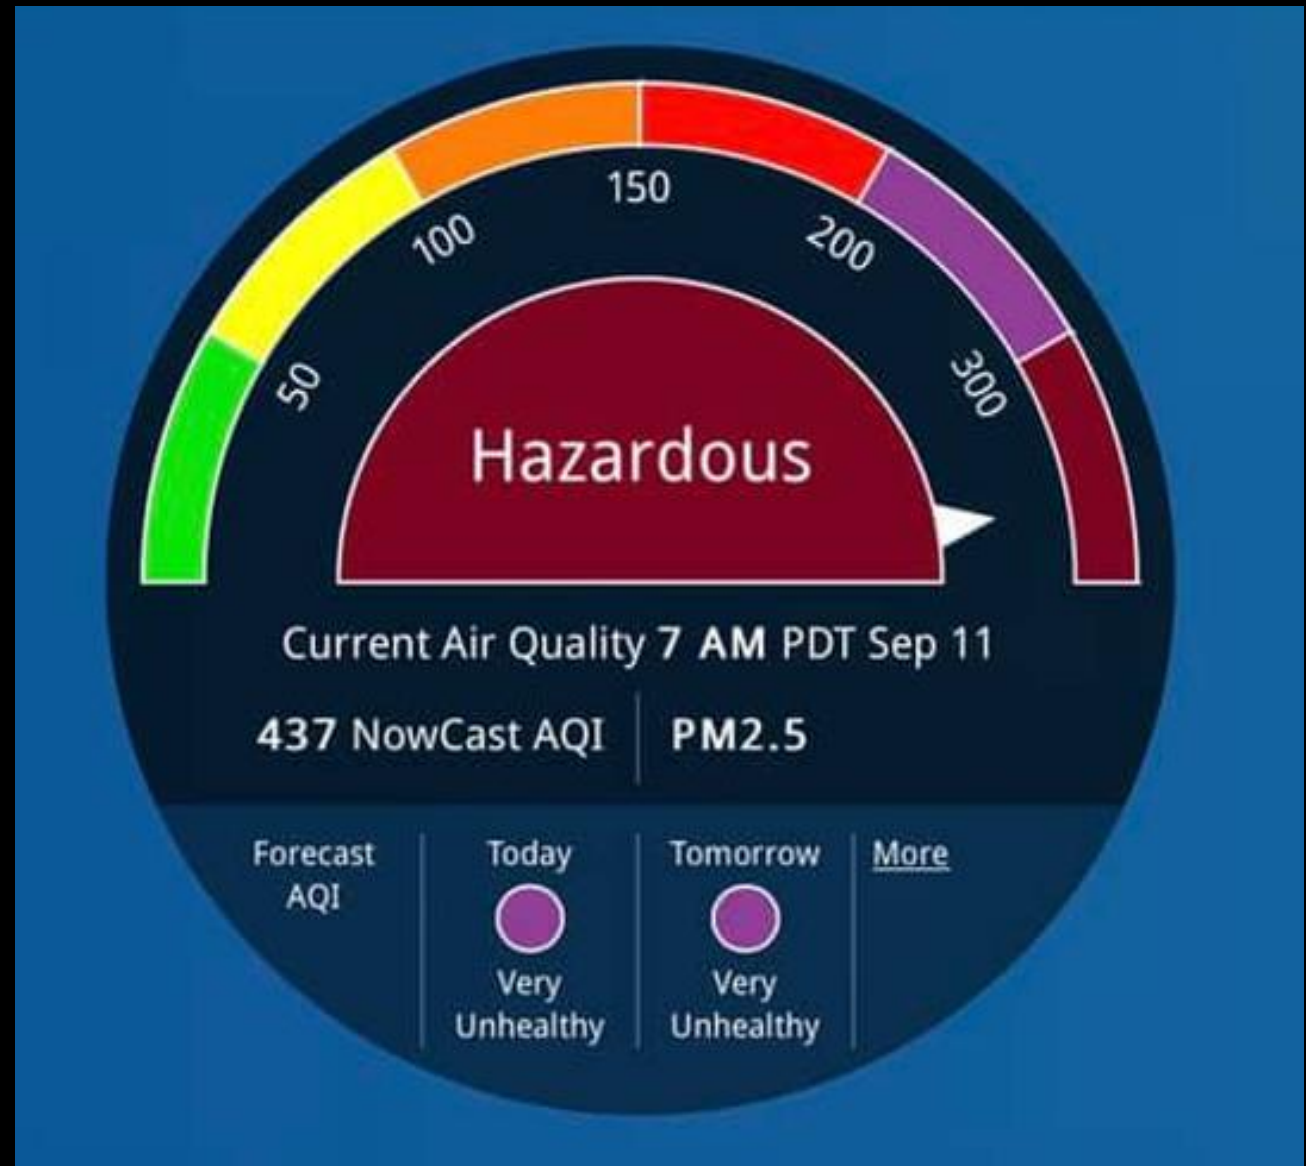 50
100
150
200
300
Hazardous
Current Air Quality 7 AM PDT Sep 11
437 NowCast AQI
PM2.5
Forecast
AQI
Today
Very
Unhealthy
Tomorrow
Very
Unhealthy
More